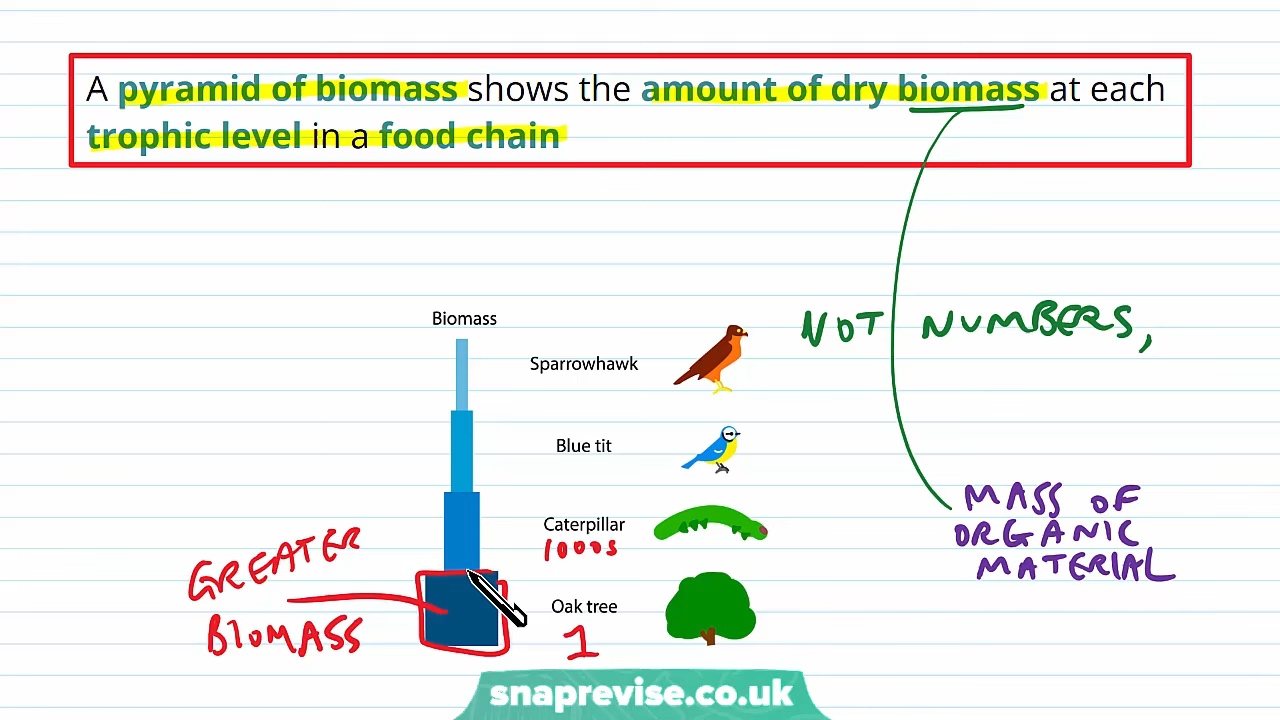 A pyramid of biomass shows the amount of dry biomass at each
trophic level in a food chain
Biomass
Sparrowhawk
NOT NUMBERS,
Blue tit
MASS OF
ORGANIC
MATERIAL
Caterpillar
1000s
GREATER
BIOMASS
Oak tree
1
snaprevise.co.uk